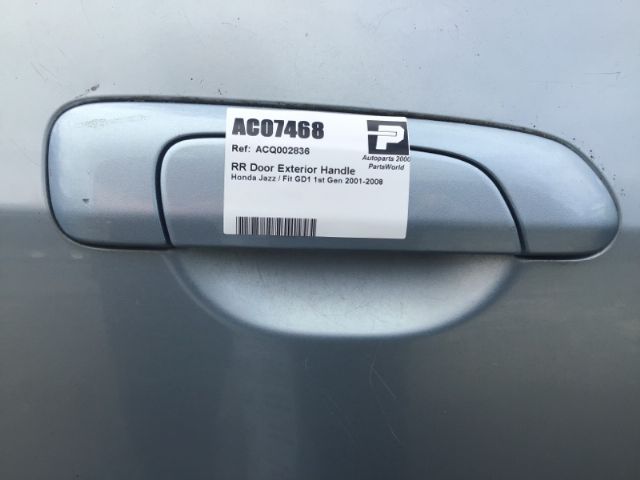 AC07468
Ref: ACQ002836
P
Autoparts 2000
PartsWorld
RR Door Exterior Handle
Honda Jazz / Fit GD1 1st Gen 2001-2008